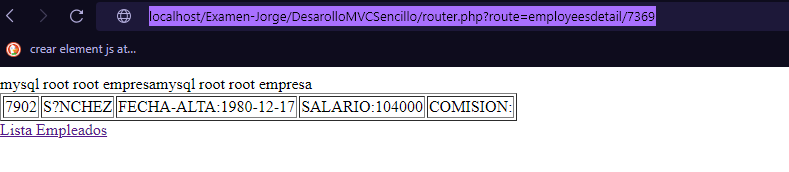 localhost/Examen-Jorge/DesarolloMVCSencillo/router.php?route=employeesdetail/7369
crear element js at...
mysql root root empresamysql root root empresa
7902 S?NCHEZ FECHA-ALTA:1980-12-17 SALARIO:104000 COMISION:
Lista Empleados